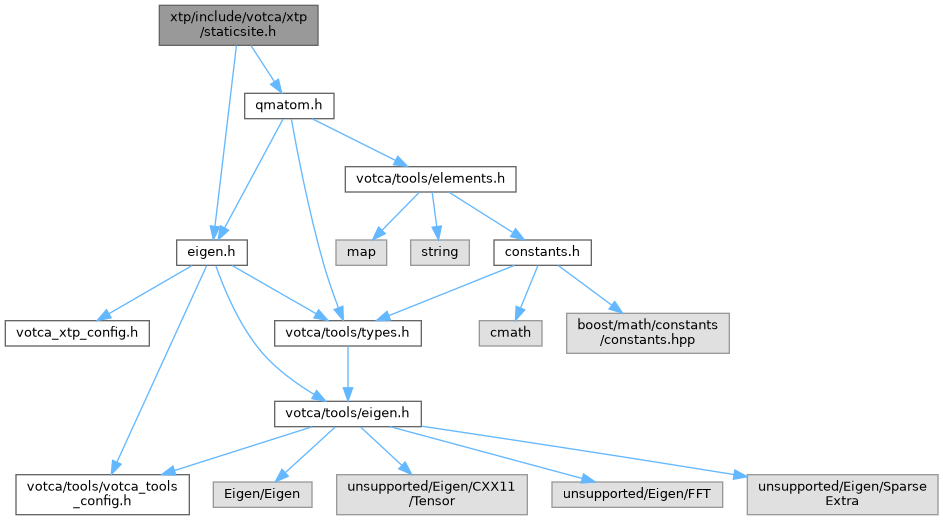 xtp/include/votca/xtp
/staticsite.h
qmatom.h
votca/tools/elements.h
eigen.h
map
string
constants.h
votca_xtp_config.h
votca/tools/types.h
cmath
boost/math/constants
/constants.hpp
votca/tools/eigen.h
votca/tools/votca_tools
_config.h
Eigen/Eigen
unsupported/Eigen/CXX11
/Tensor
unsupported/Eigen/FFT
unsupported/Eigen/Sparse
Extra